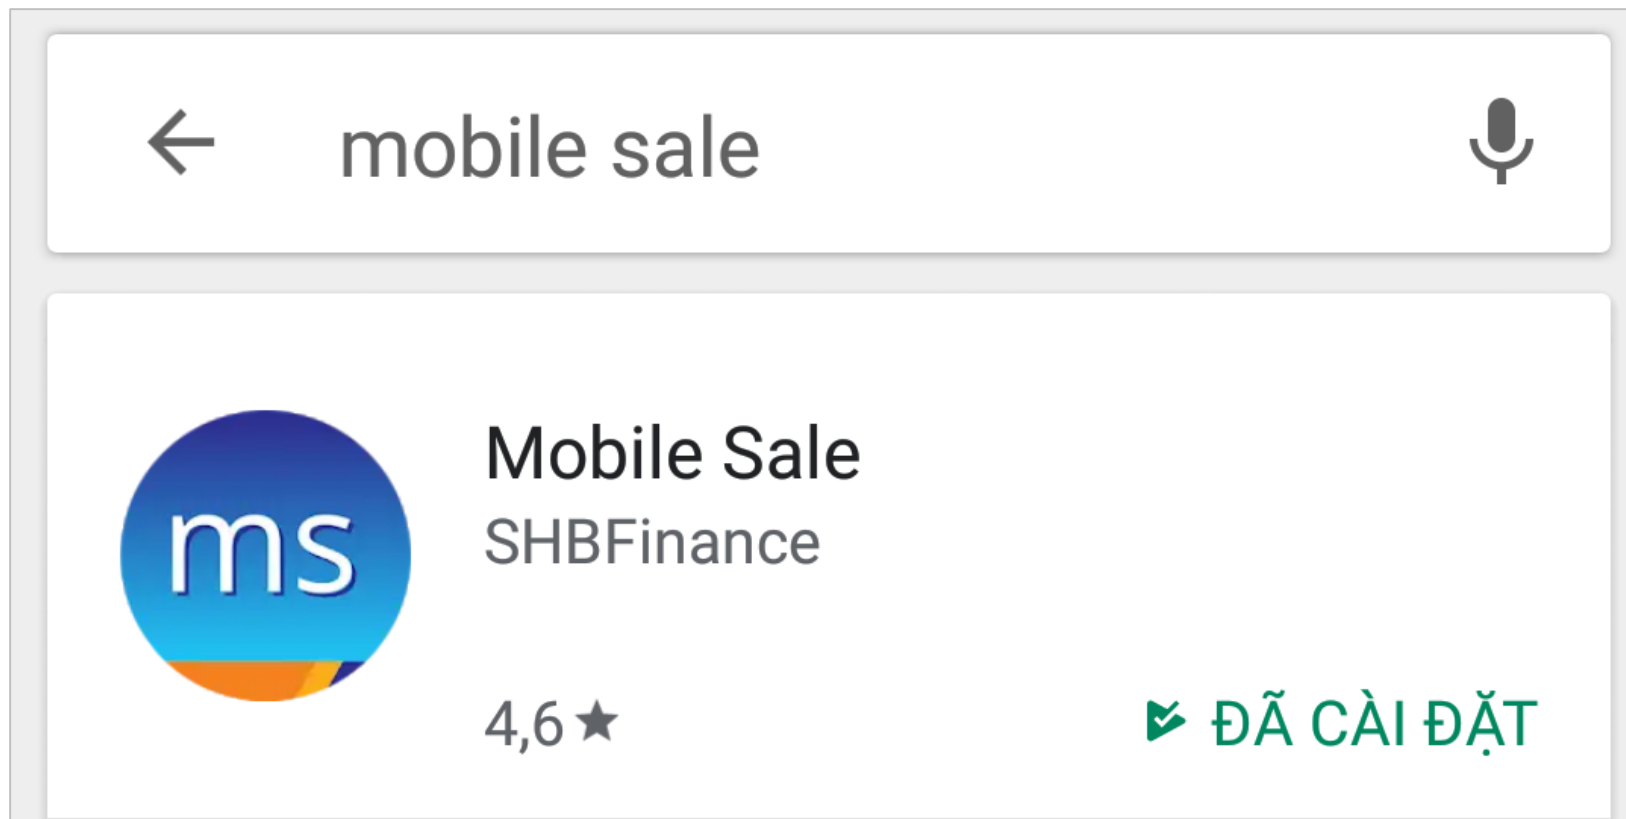 mobile sale
ms
Mobile Sale
SHBFinance
4,6
ĐÃ CÀI ĐẶT